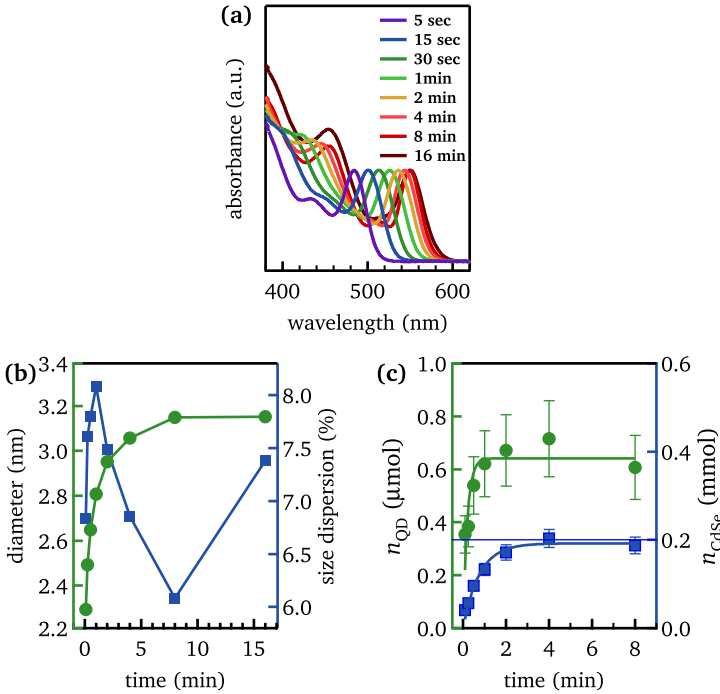 (a)
absorbance (a.u.)
5 sec
15 sec
30 sec
1min
2 min
4 min
8 min
16 min
400 500 600
wavelength (nm)
(b)
diameter (nm)
3.4
3.2
3.0
2.8
2.6
2.4
2.2
0 5 10 15
time (min)
8.0
7.5
7.0
6.5
6.0
size dispersion (%)
(c)
nQD (μmol)
1.0
0.8
0.6
0.4
0.2
0.0
0 2 4 6 8
time (min)
0.6
0.4
0.2
0.0
nCdSe (mmol)